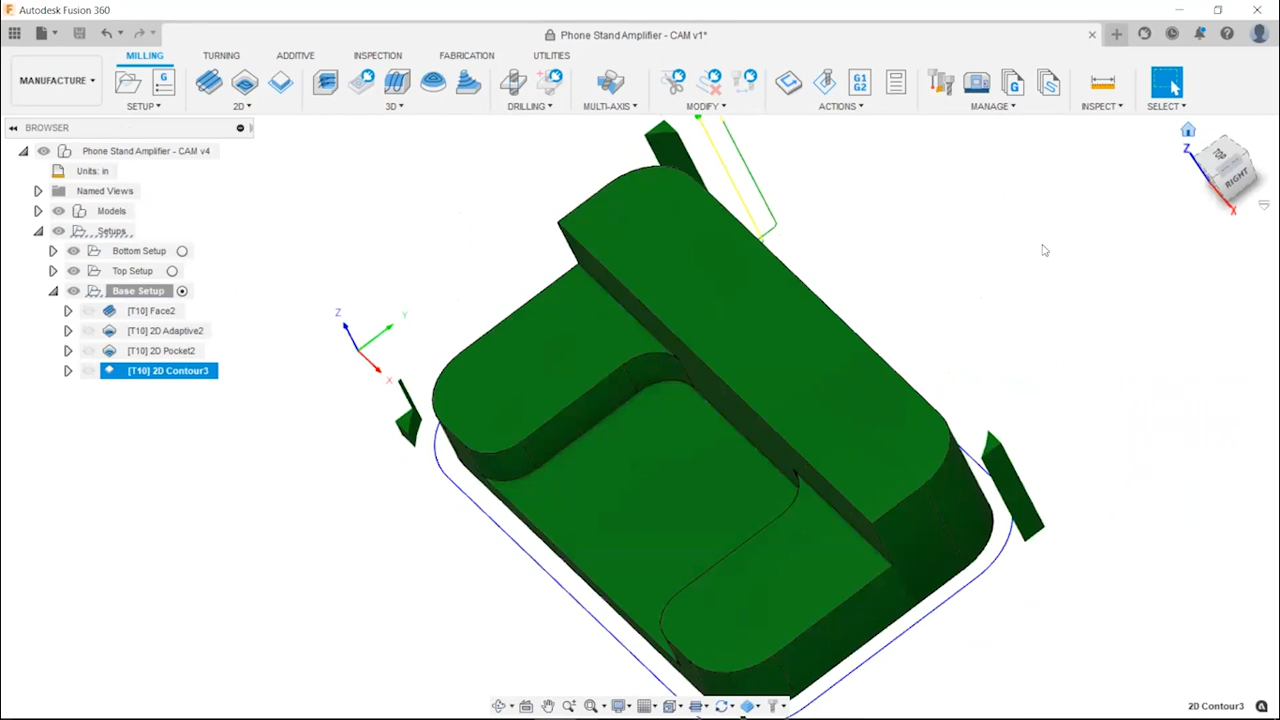 Autodesk Fusion 360
Phone Stand Amplifier - CAM v1*
MILLING TURNING ADDITIVE INSPECTION FABRICATION UTILITIES
MANUFACTURE
G
G1
G2
G
SETUP 2D 3D DRILLING MULTI-AXIS MODIFY ACTIONS MANAGE INSPECT SELECT
BROWSER
Phone Stand Amplifier - CAM v4
Units: in
Named Views
Models
Setups
Bottom Setup
Top Setup
Base Setup
[T10] Face2
[T10] 2D Adaptive2
[T10] 2D Pocket2
[T10] 2D Contour3
Z
Y
X
Z
TOP
RIGHT
X
2D Contour3